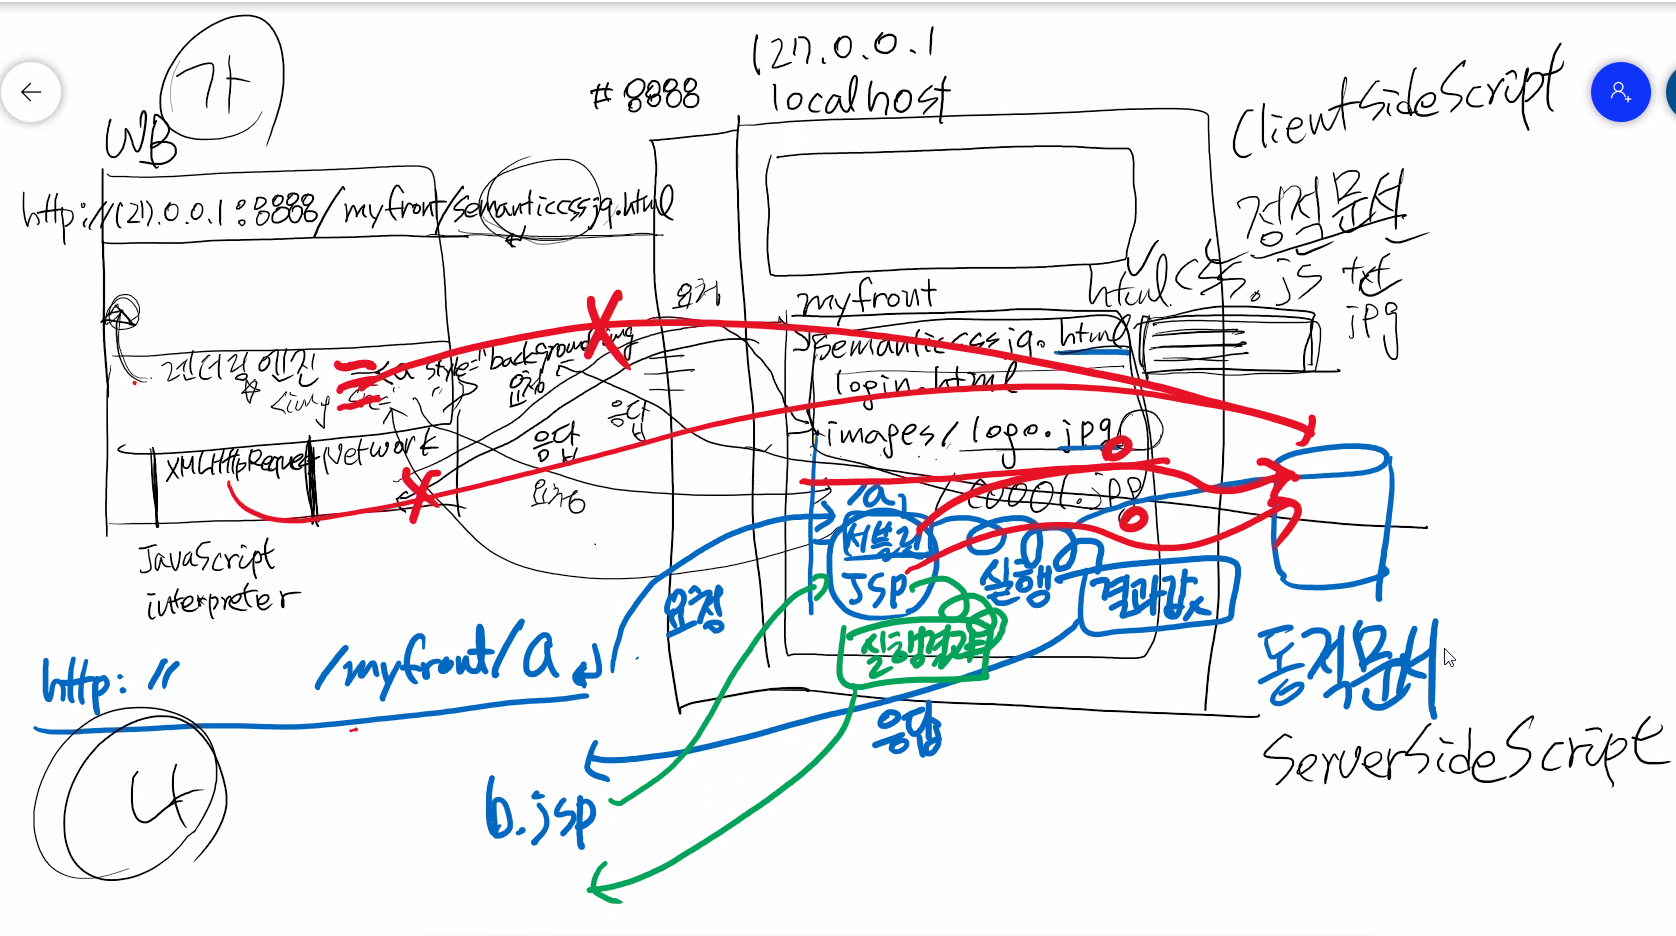 가
WB
127.0.0.1
# 8888
localhost
ClientsideScript
http://127.0.0.1:8888/myfront/semanticcssjq.html
정적문서
html css.js txt
jpg
요청
myfront
semanticcssjq.html
login.html
images/logo.jpg
렌더링 엔진
<a style="background-img
<img src=
요청
응답
응답
요청
XMLHttpRequest
Network
JavaScript
interpreter
/a
서블릿
JSP
실행
결과값
실행결과
요청
http: // /myfront/a
응답
동적문서
ServerSideScript
b.jsp
나